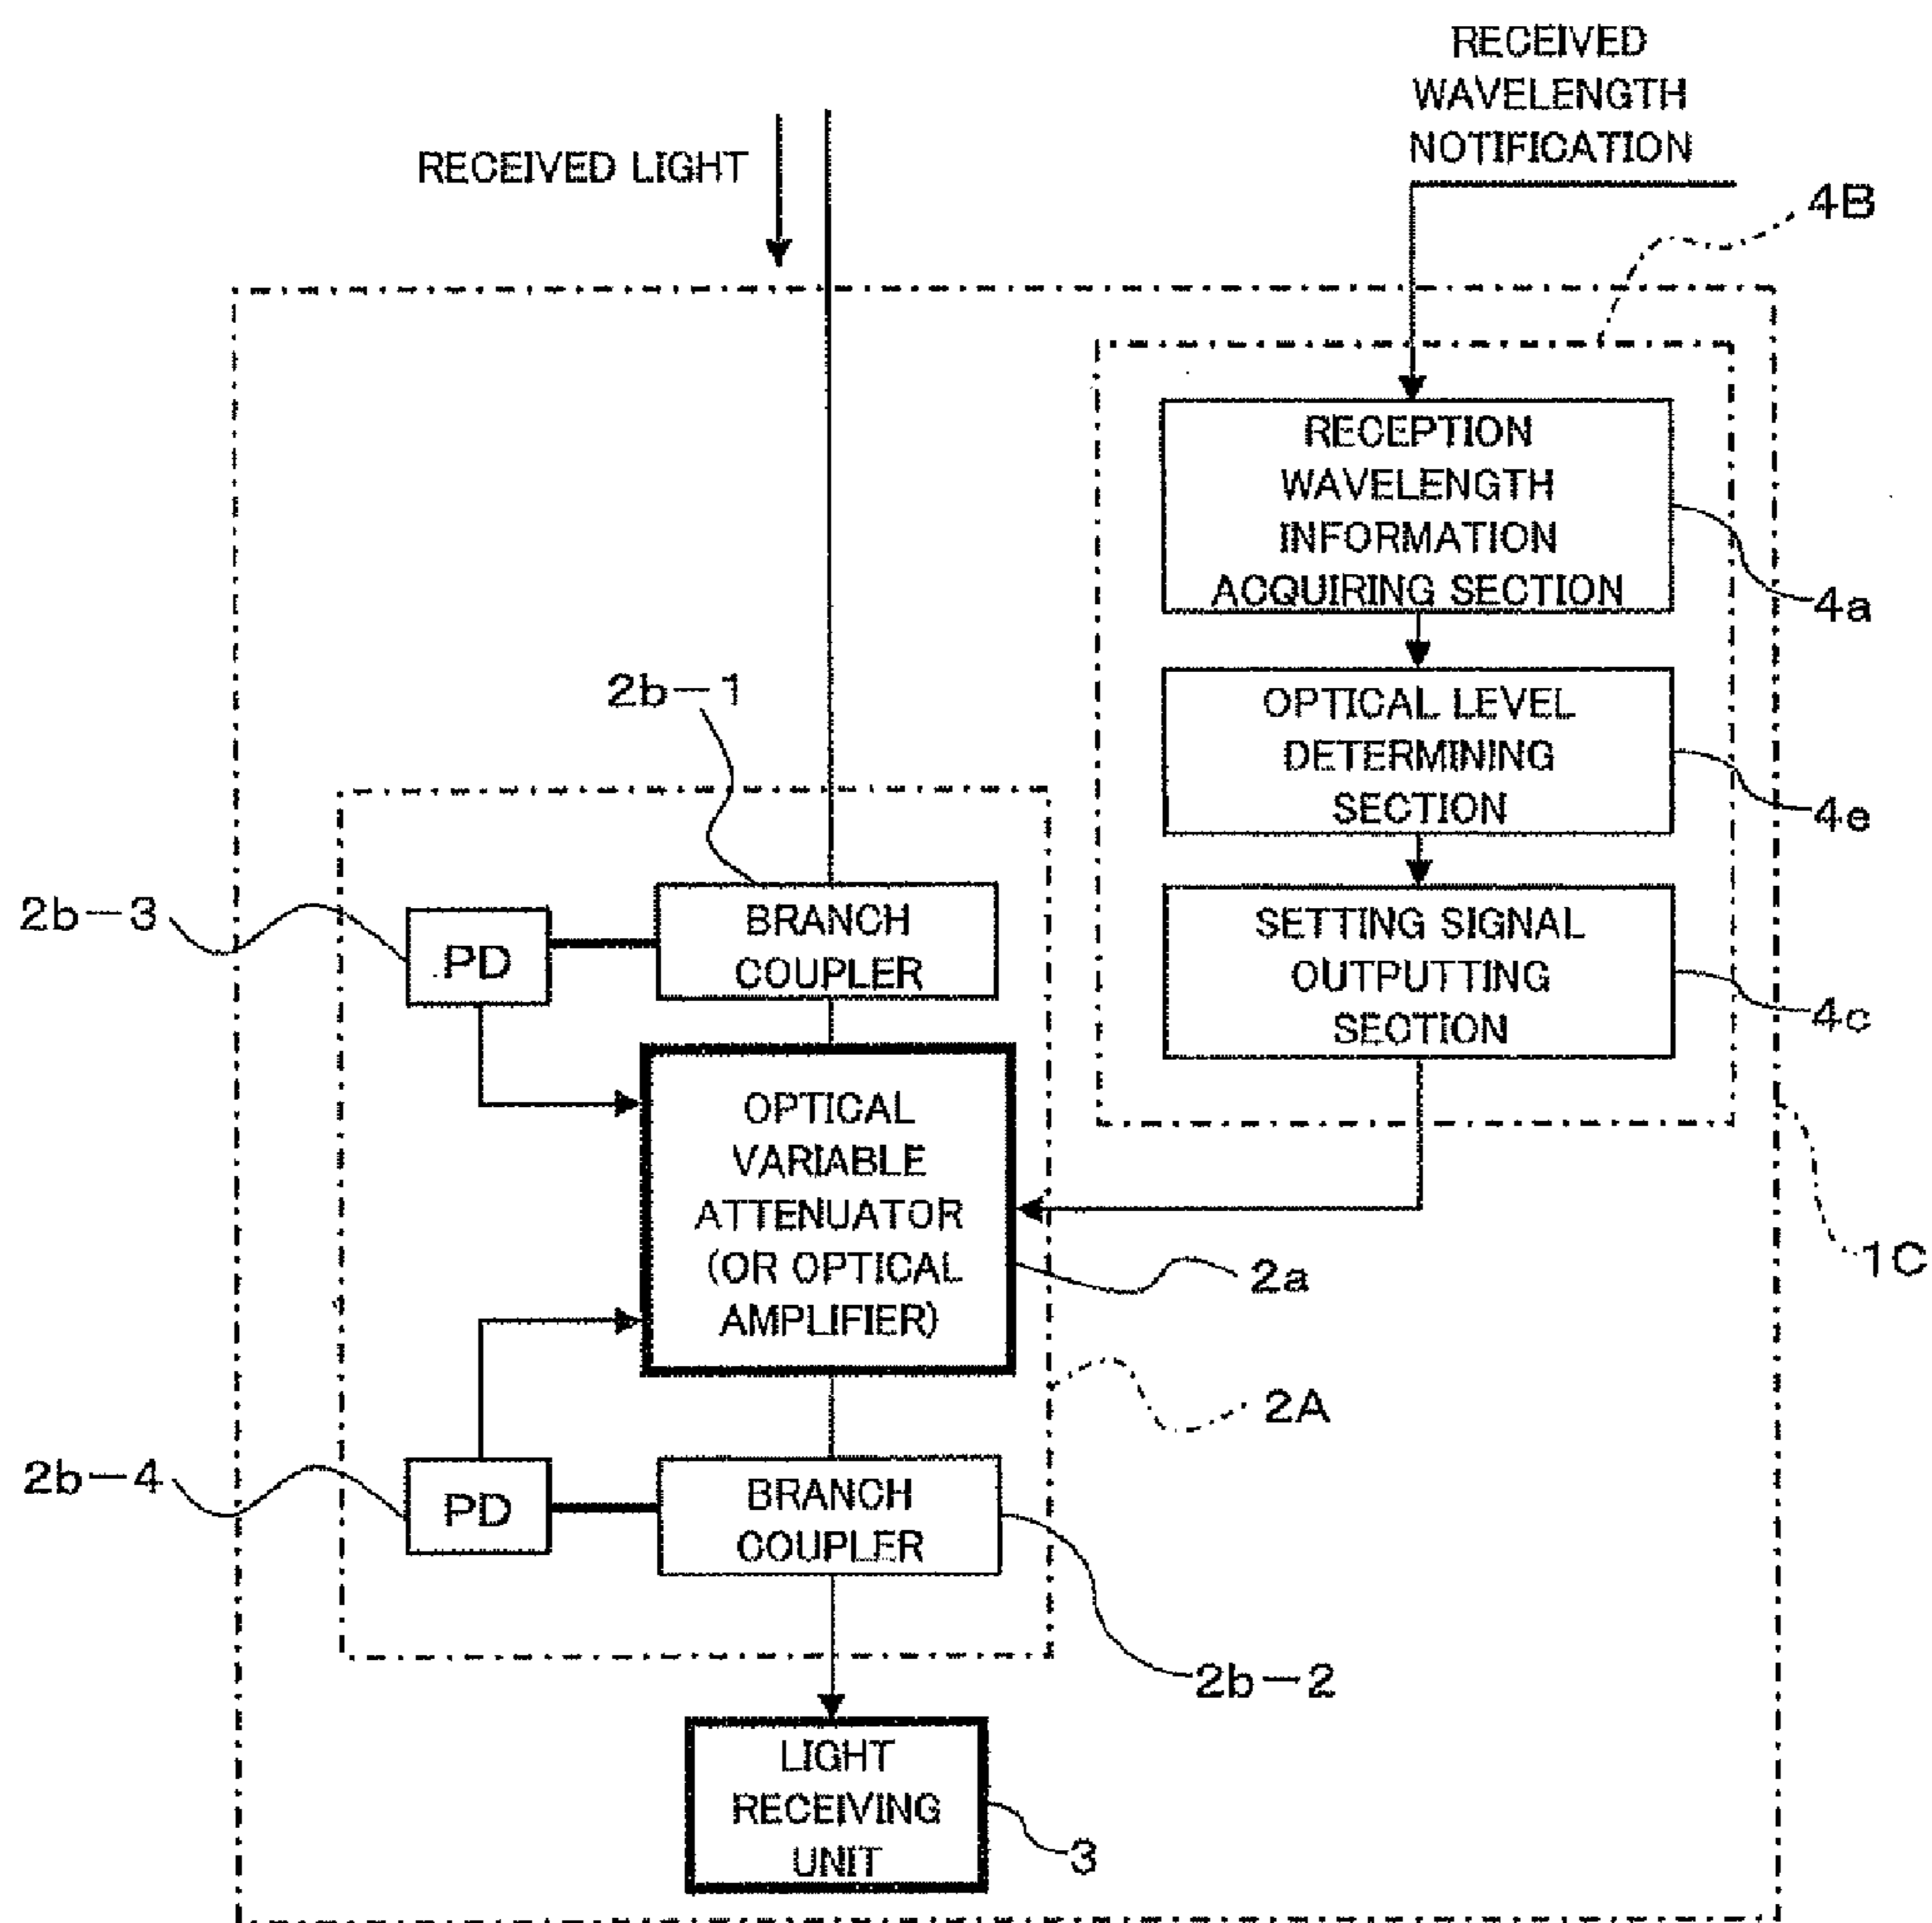 RECEIVED
WAVELENGTH
NOTIFICATION
RECEIVED LIGHT
4B
RECEPTION
WAVELENGTH
INFORMATION
ACQUIRING SECTION
4a
2b-1
OPTICAL LEVEL
DETERMINING
SECTION
4e
2b-3
PD
BRANCH
COUPLER
SETTING SIGNAL
OUTPUTTING
SECTION
4c
OPTICAL
VARIABLE
ATTENUATOR
(OR OPTICAL
AMPLIFIER)
2a
1C
2A
2b-4
PD
BRANCH
COUPLER
2b-2
LIGHT
RECEIVING
UNIT
3